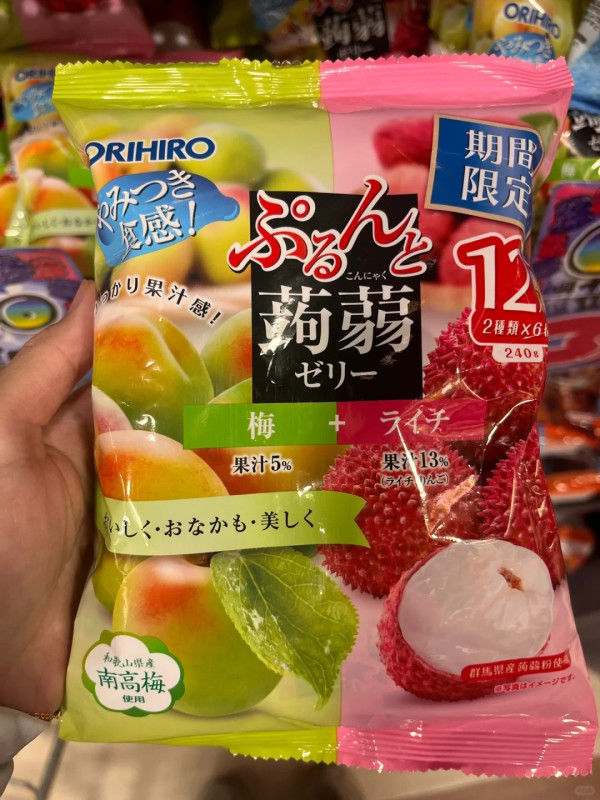 ORIHIRO
ORIHIRO
ORIHIRO
期間
限定
みつき
食感!
ぷるんと
こんにゃく
蒟蒻
ゼリー
かり果汁感!
12
2種類×6
240g
梅 + ライチ
果汁5%
果汁13%
(ライチ・りんご)
いしく・おなかも・美しく
和歌山県産
南高梅
使用
群馬県産蒟蒻粉使用
※写真はイメージです。